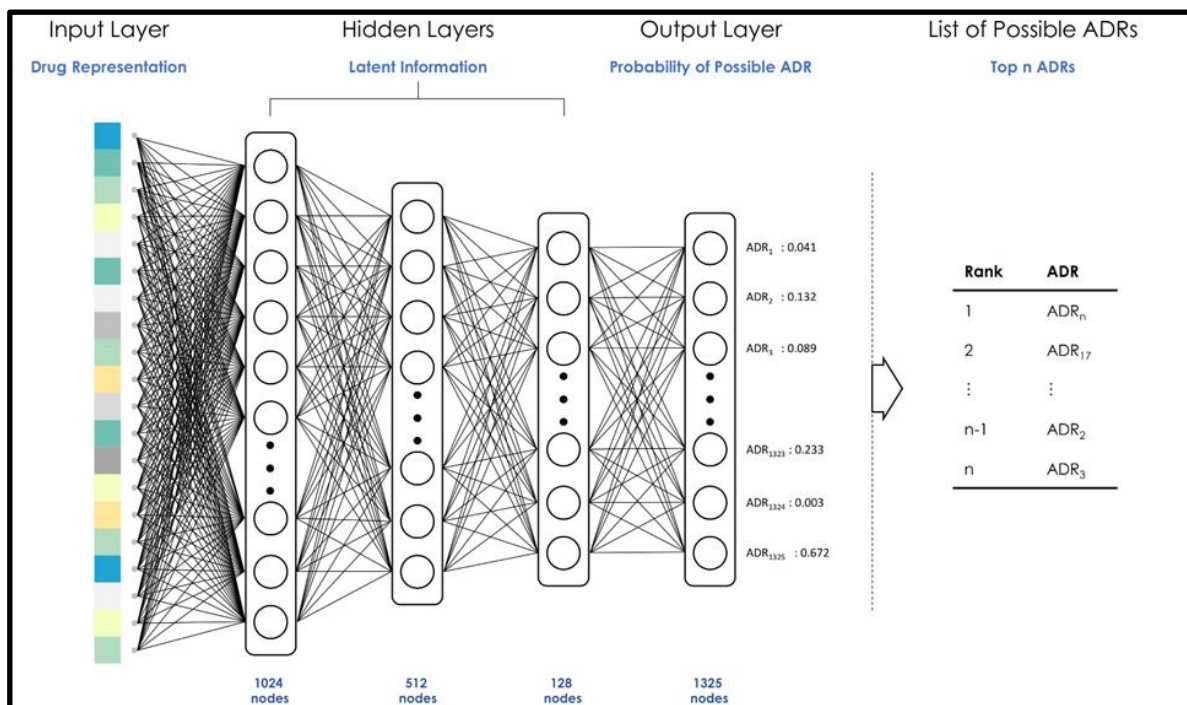 Input Layer
Hidden Layers
Output Layer
List of Possible ADRs
Drug Representation
Latent Information
Probability of Possible ADR
Top n ADRs
ADR₁ : 0.041
ADR₂ : 0.132
ADR₃ : 0.089
ADR₁₃₂₃ : 0.233
ADR₁₃₂₄ : 0.003
ADR₁₃₂₅ : 0.672
Rank ADR
1 ADRₙ
2 ADR₁₇
⋮ ⋮
n-1 ADR₂
n ADR₃
1024
nodes
512
nodes
128
nodes
1325
nodes